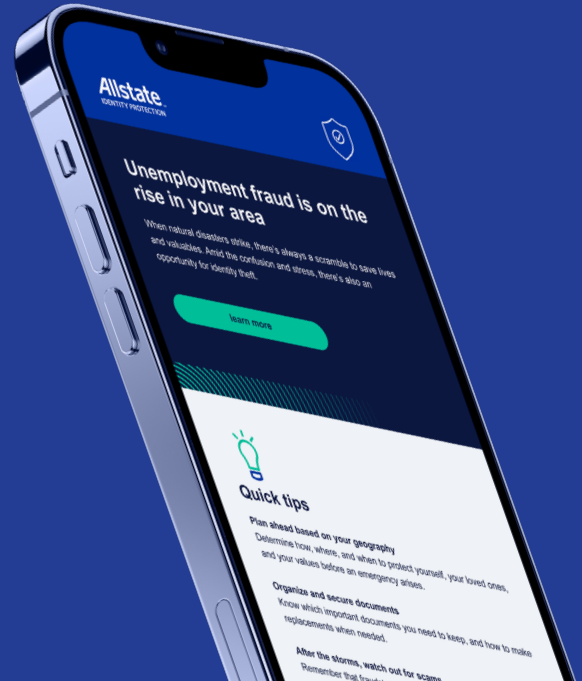 Allstate™
IDENTITY PROTECTION
Unemployment fraud is on the
rise in your area
When natural disasters strike, there's always a scramble to save lives
and valuables. Amid the confusion and stress, there's also an
opportunity for identity theft.
learn more
Quick tips
Plan ahead based on your geography
Determine how, where, and when to protect yourself, your loved ones,
and your values before an emergency arises.
Organize and secure documents
Know which important documents you need to keep, and how to make
replacements when needed.
After the storms, watch out for scams
Remember that